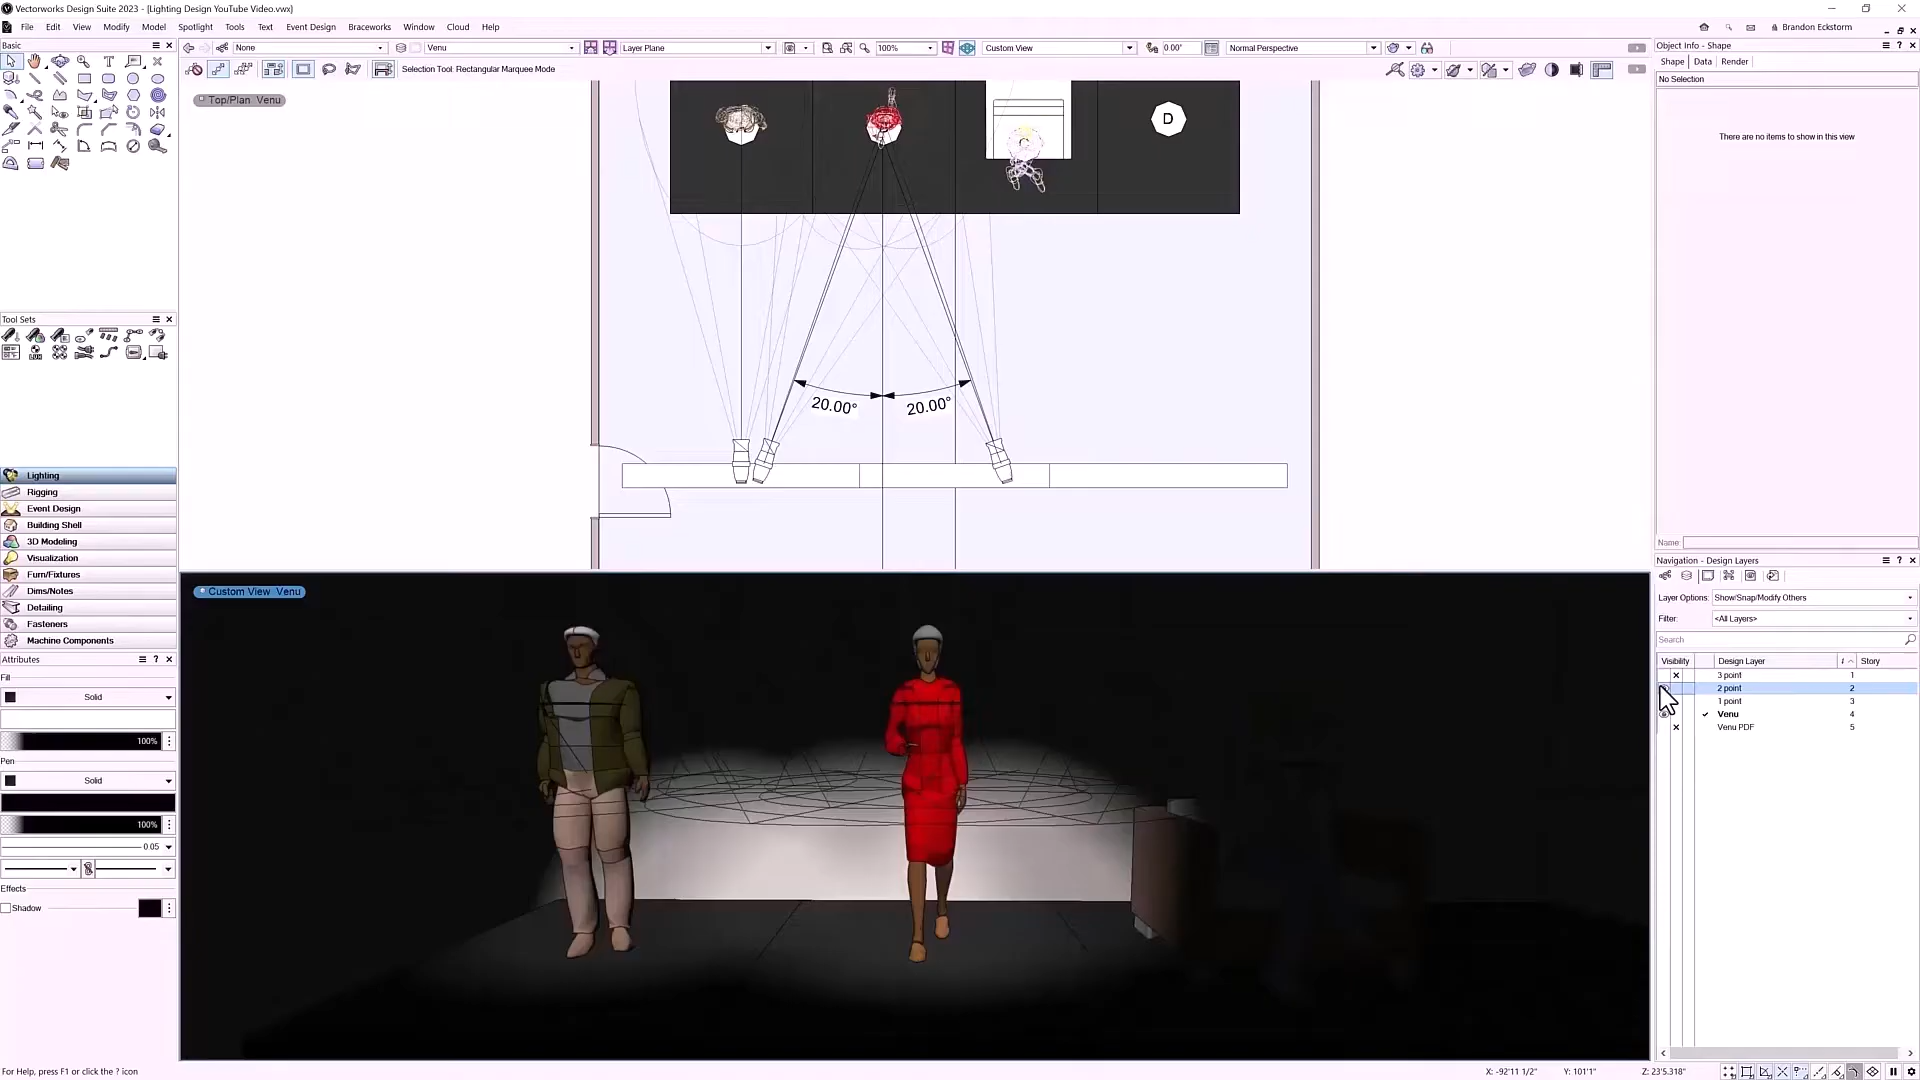 Vectorworks Design Suite 2023 - [Lighting Design YouTube Video.vwx]
File Edit View Modify Model Spotlight Tools Text Event Design Braceworks Window Cloud Help
Brandon Eckstorm
Basic
None
Venu
Layer Plane
100%
Custom View
0.00°
Normal Perspective
Selection Tool: Rectangular Marquee Mode
Top/Plan Venu
C
D
20.00°
20.00°
Custom View Venu
Tool Sets
Lighting
Rigging
Event Design
Building Shell
3D Modeling
Visualization
Furn/Fixtures
Dims/Notes
Detailing
Fasteners
Machine Components
Attributes
Fill
Solid
100%
Pen
Solid
100%
0.05
Effects
Shadow
Object Info - Shape
Shape Data Render
No Selection
There are no items to show in this view
Name:
Navigation - Design Layers
Layer Options: Show/Snap/Modify Others
Filter: <All Layers>
Search
Visibility Design Layer # Story
3 point 1
2 point 2
1 point 3
Venu 4
Venu PDF 5
For Help, press F1 or click the ? icon
X: -92'11 1/2" Y: 101'1" Z: 23'5.318"